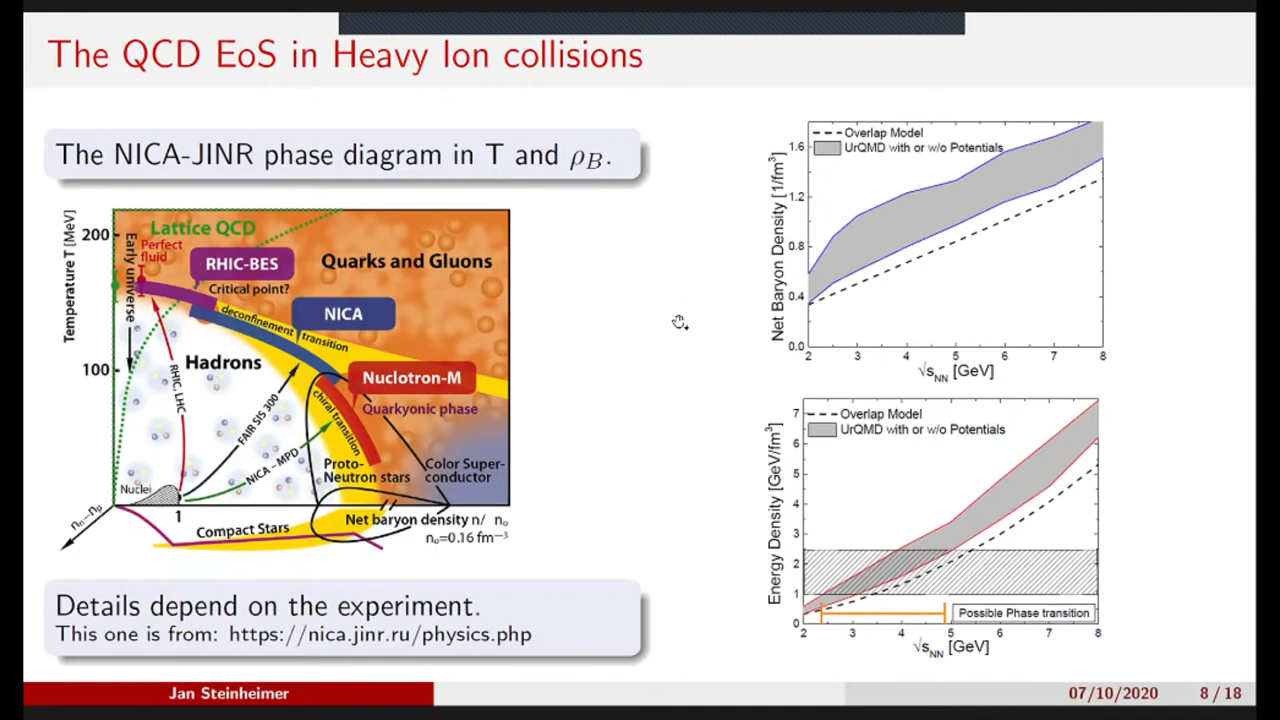 The QCD EoS in Heavy Ion collisions
The NICA-JINR phase diagram in T and ρB.
Temperature T [MeV]
200
100
Early universe
Lattice QCD
Perfect
fluid
RHIC-BES
Critical point?
Quarks and Gluons
NICA
deconfinement transition
Hadrons
Nuclotron-M
Quarkyonic phase
RHIC, LHC
FAIR SIS 300
chiral transition
NICA – MPD
Proto-
Neutron stars
Color Super-
conductor
Nuclei
nn–np
1
Compact Stars
Net baryon density n/ n0
n0=0.16 fm⁻³
Details depend on the experiment.
This one is from: https://nica.jinr.ru/physics.php
Overlap Model
UrQMD with or w/o Potentials
Net Baryon Density [1/fm³]
1.6
1.2
0.8
0.4
0.0
2 3 4 5 6 7 8
√sNN [GeV]
Overlap Model
UrQMD with or w/o Potentials
Energy Density [GeV/fm³]
7
6
5
4
3
2
1
0
Possible Phase transition
2 3 4 5 6 7 8
√sNN [GeV]
Jan Steinheimer
07/10/2020 8 / 18